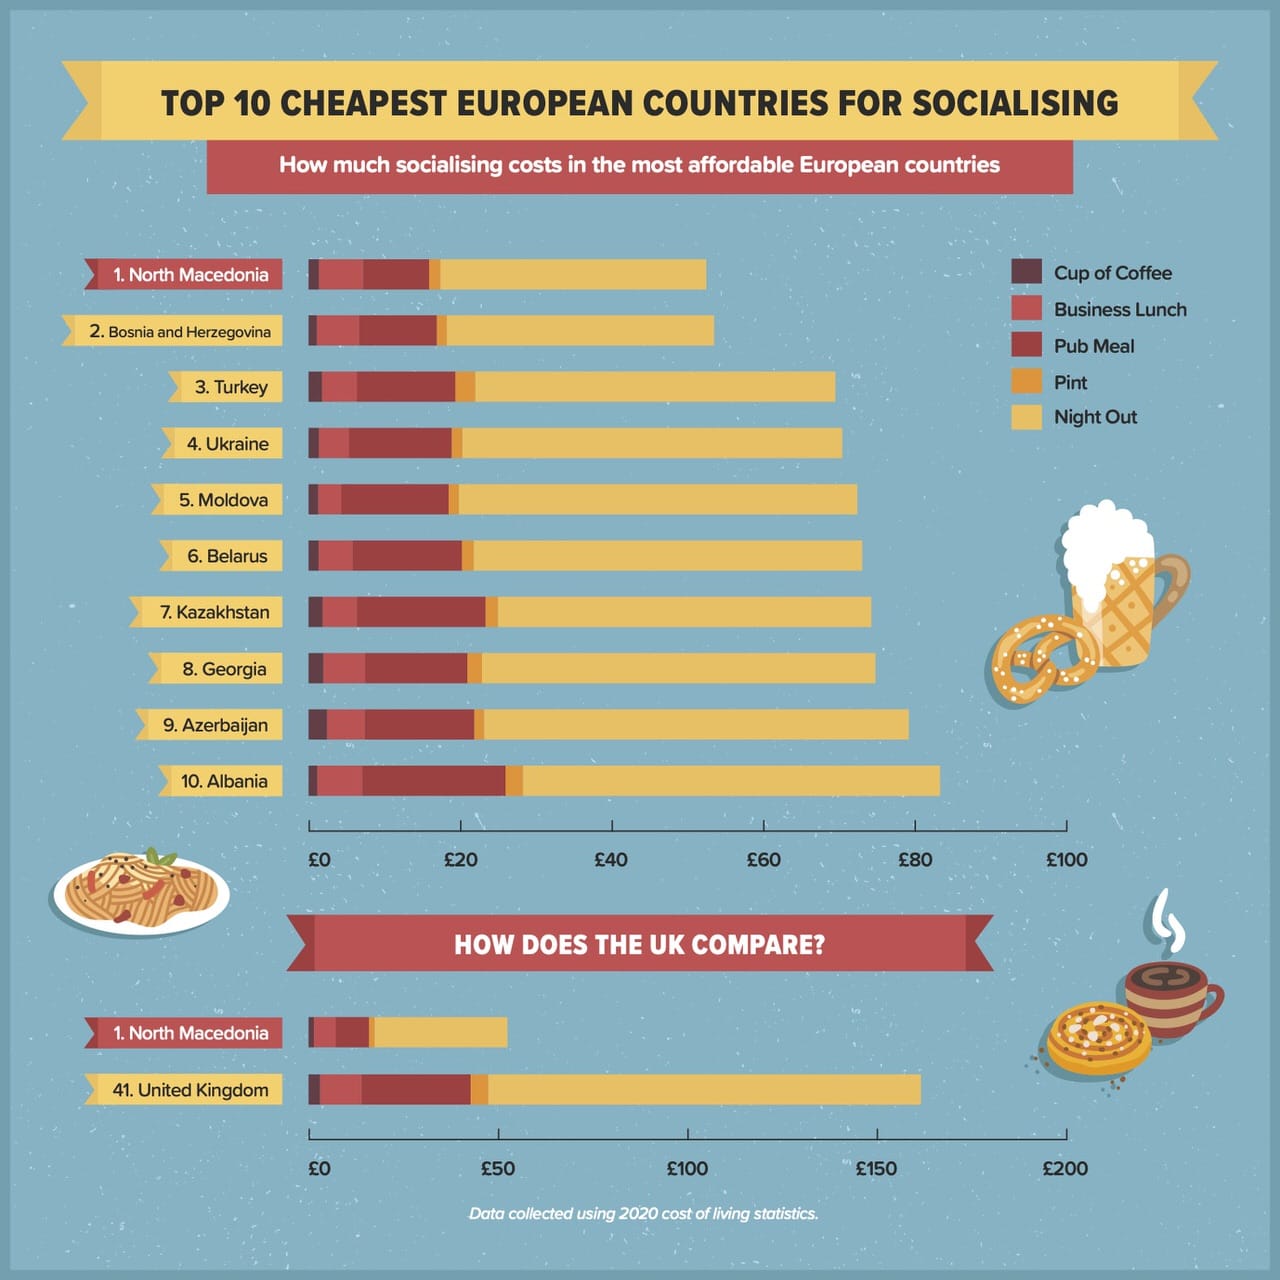 TOP 10 CHEAPEST EUROPEAN COUNTRIES FOR SOCIALISING
How much socialising costs in the most affordable European countries
1. North Macedonia
2. Bosnia and Herzegovina
3. Turkey
4. Ukraine
5. Moldova
6. Belarus
7. Kazakhstan
8. Georgia
9. Azerbaijan
10. Albania
Cup of Coffee
Business Lunch
Pub Meal
Pint
Night Out
£0 £20 £40 £60 £80 £100
HOW DOES THE UK COMPARE?
1. North Macedonia
41. United Kingdom
£0 £50 £100 £150 £200
Data collected using 2020 cost of living statistics.